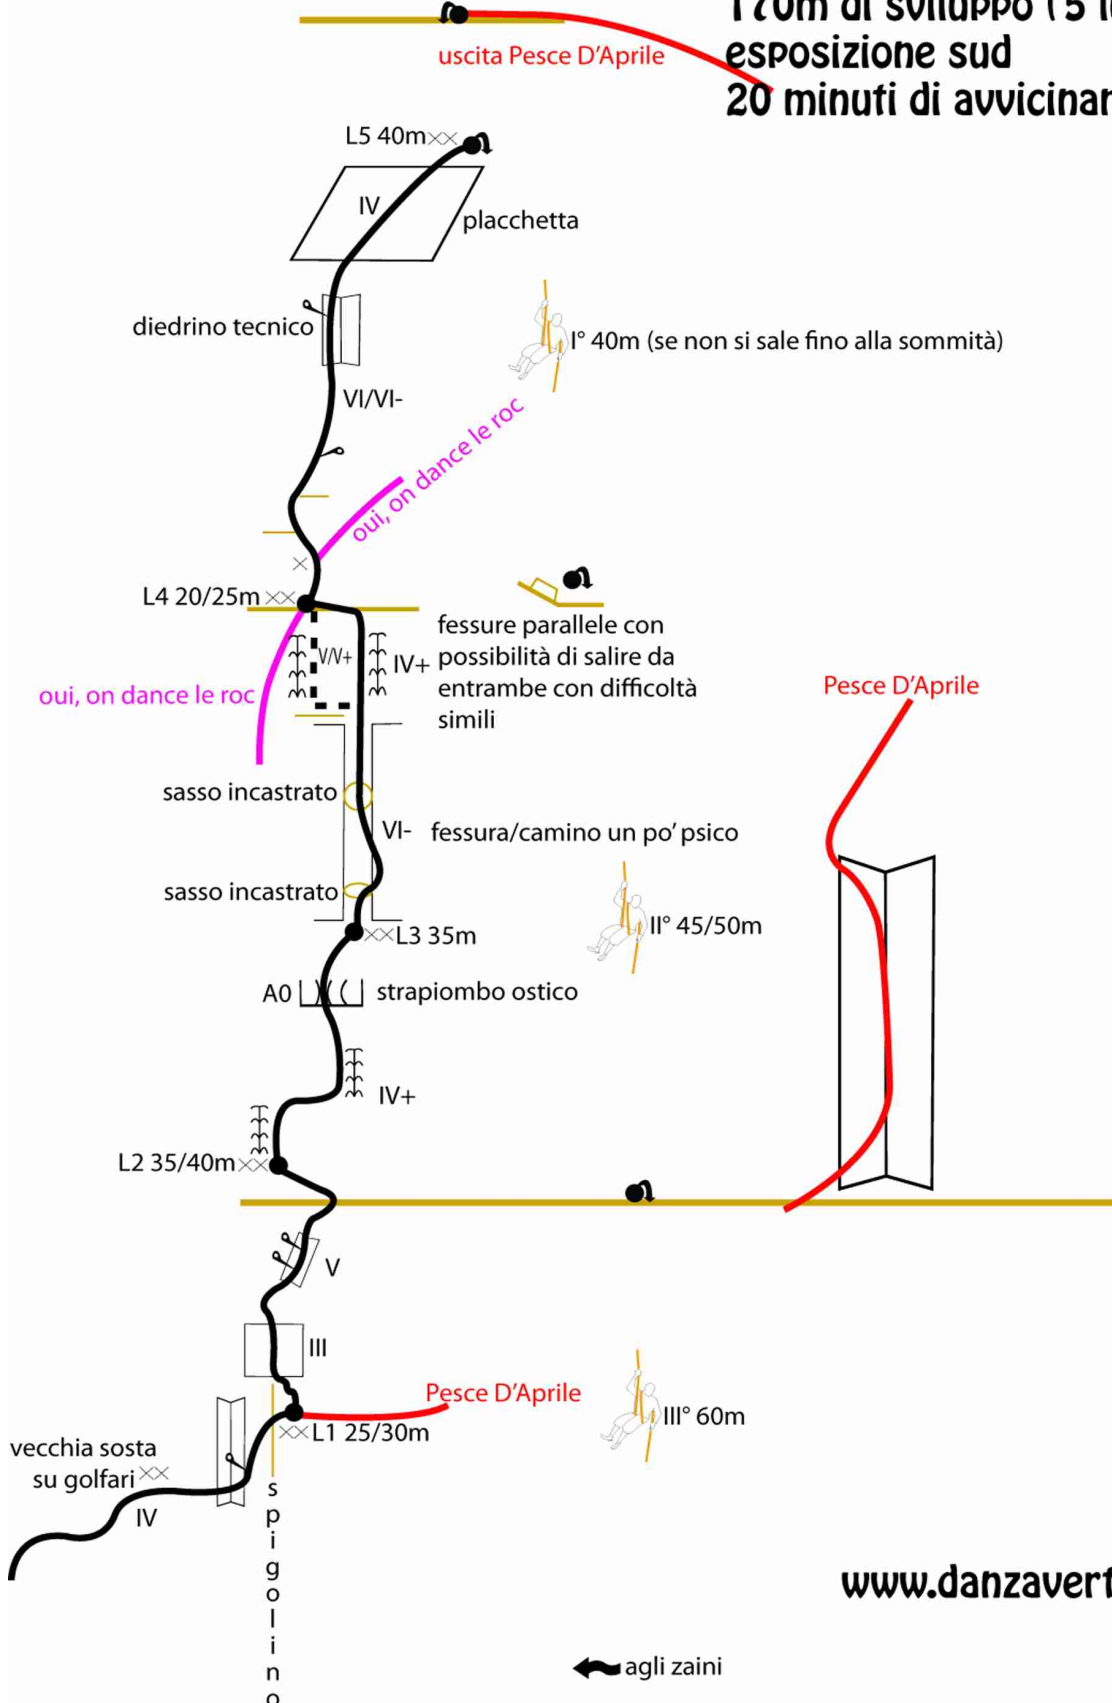 170m di sviluppo (5
esposizione sud
20 minuti di
uscita Pesce D'Aprile
L5 40m
IV
placchetta
diedrino tecnico
I° 40m (se non si sale fino alla sommità)
VI/VI-
oui, on dance le roc
L4 20/25m
V/V+
IV+
fessure parallele con
possibilità di salire da
entrambe con difficoltà
simili
oui, on dance le roc
Pesce D'Aprile
sasso incastrato
VI-
fessura/camino un po' psico
sasso incastrato
II° 45/50m
L3 35m
A0
strapiombo ostico
IV+
L2 35/40m
V
III
Pesce D'Aprile
III° 60m
L1 25/30m
vecchia sosta
su golfari
IV
spigolino
www.danzavert
agli zaini